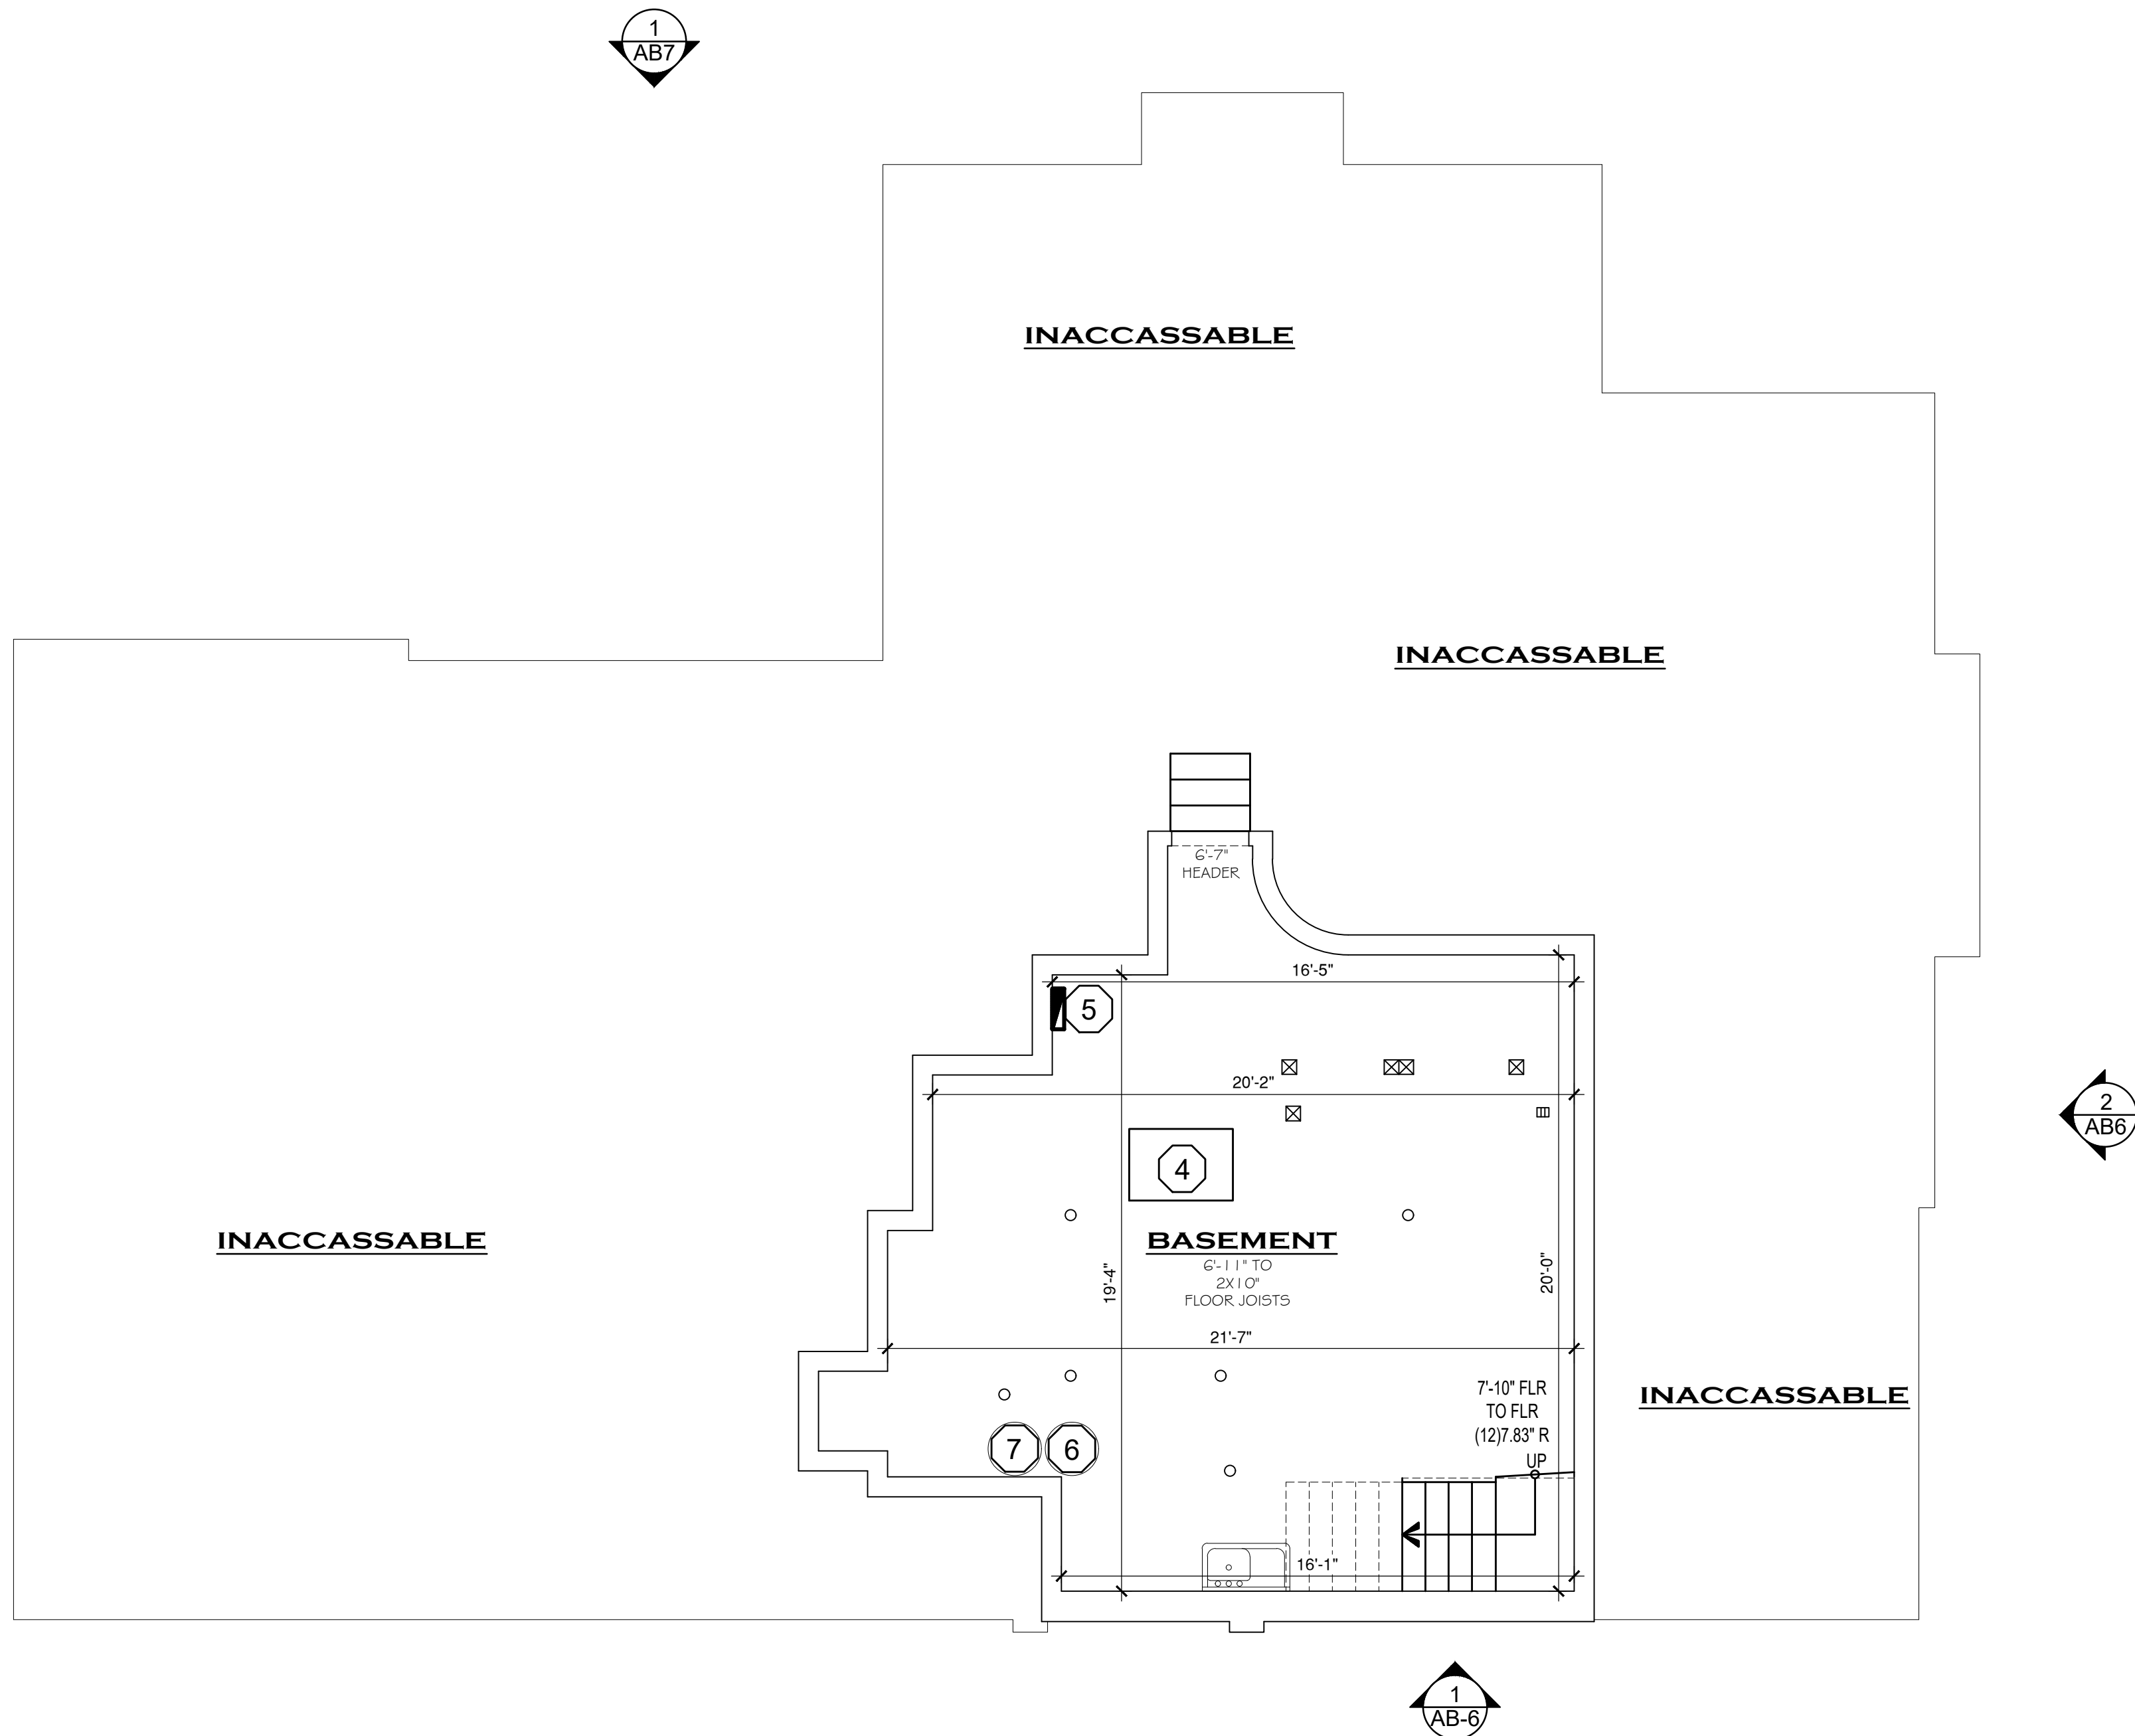 1
AB7
INACCASSABLE
INACCASSABLE
6'-7"
HEADER
16'-5"
5
20'-2"
2
AB6
4
INACCASSABLE
BASEMENT
6'-11" TO
2X10"
FLOOR JOISTS
19'-4"
20'-0"
21'-7"
7'-10" FLR
TO FLR
(12)7.83" R
UP
INACCASSABLE
7
6
16'-1"
1
AB-6